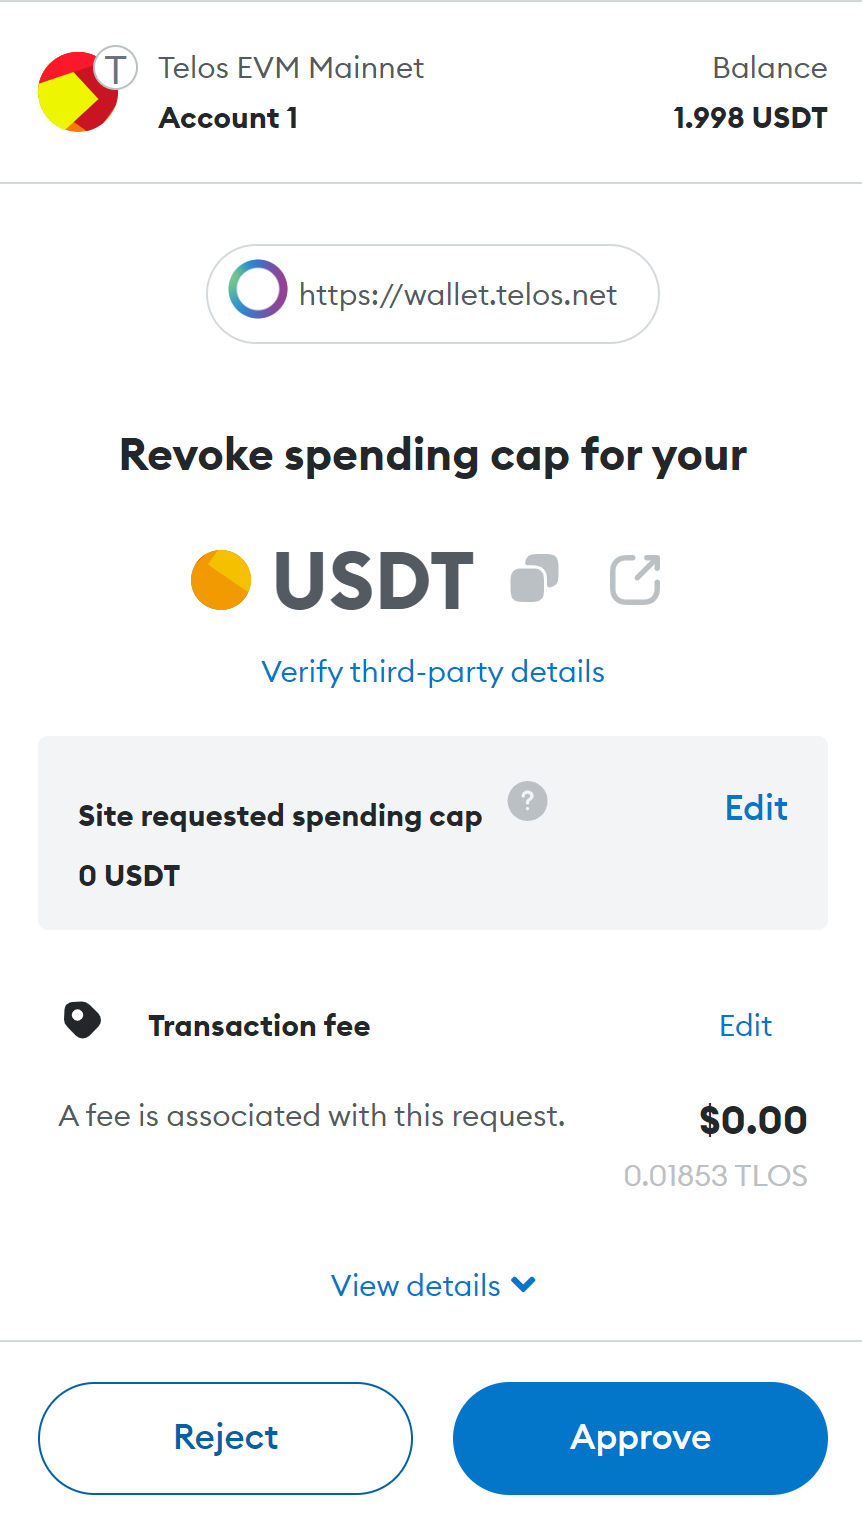 T
Telos EVM Mainnet
Balance
Account 1
1.998 USDT
https://wallet.telos.net
Revoke spending cap for your
USDT
Verify third-party details
Site requested spending cap
?
Edit
0 USDT
Transaction fee
Edit
A fee is associated with this request.
$0.00
0.01853 TLOS
View details
Reject
Approve